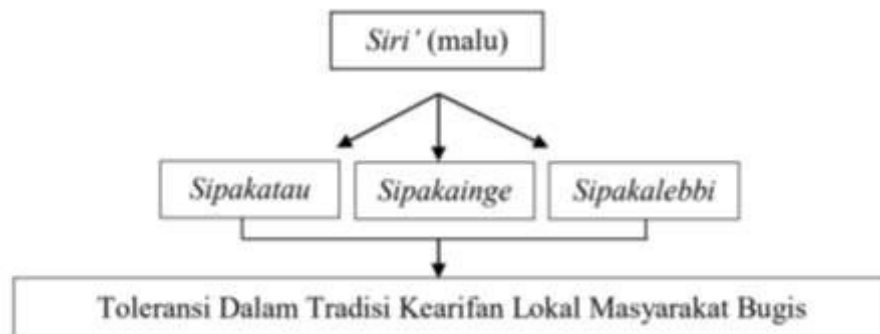 Siri' (malu)
Sipakatau
Sipakainge
Sipakalebbi
Toleransi Dalam Tradisi Kearifan Lokal Masyarakat Bugis